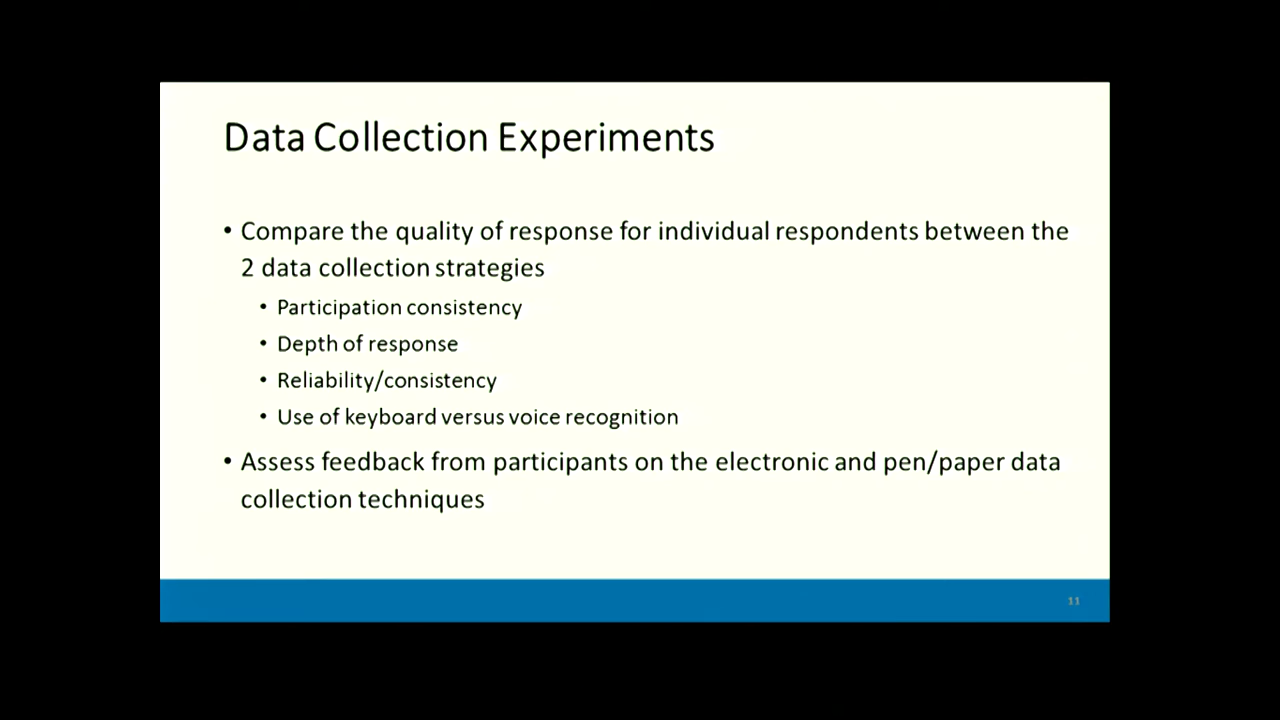 Data Collection Experiments
• Compare the quality of response for individual respondents between the
2 data collection strategies
• Participation consistency
• Depth of response
• Reliability/consistency
• Use of keyboard versus voice recognition
• Assess feedback from participants on the electronic and pen/paper data
collection techniques
11